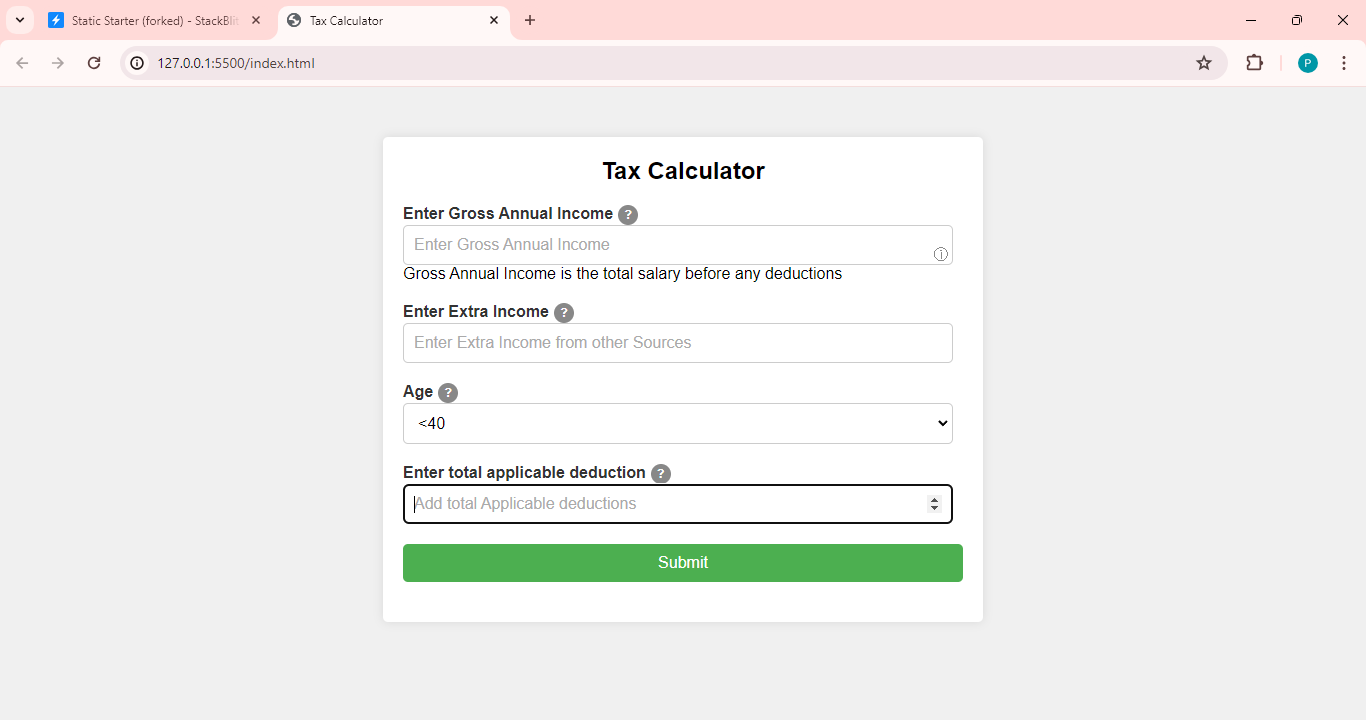 Static Starter (forked) - StackBlit
Tax Calculator
127.0.0.1:5500/index.html
P
Tax Calculator
Enter Gross Annual Income ?
Enter Gross Annual Income
Gross Annual Income is the total salary before any deductions
Enter Extra Income ?
Enter Extra Income from other Sources
Age ?
<40
Enter total applicable deduction ?
Add total Applicable deductions
Submit